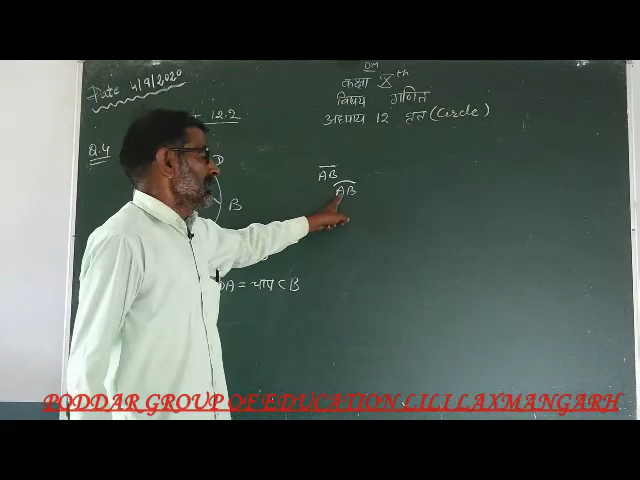 ॐ
Date 4/9/2020
कक्षा Xth
विषय गणित
12.2
अध्याय 12 वृत (Circle)
Q.4
D
B
AB
AB
DA = चाप CB
PODDAR GROUP OF EDUCATION LILI LAXMANGARH